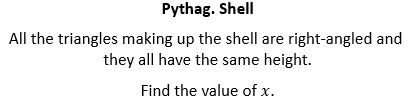 Pythag. Shell
All the triangles making up the shell are right-angled and
they all have the same height.
Find the value of x.